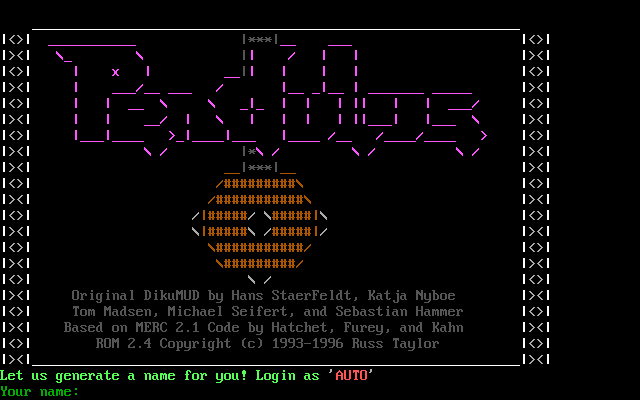 Original DikuMUD by Hans StaerFeldt, Katja Nyboe
Tom Madsen, Michael Seifert, and Sebastian Hammer
Based on MERC 2.1 Code by Hatchet, Furey, and Kahn
ROM 2.4 Copyright (c) 1993-1996 Russ Taylor
Let us generate a name for you! Login as 'AUTO'
Your name: